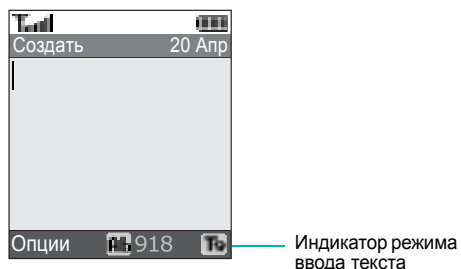 Создать 20 Апр
Опции 918
Индикатор режима
ввода текста